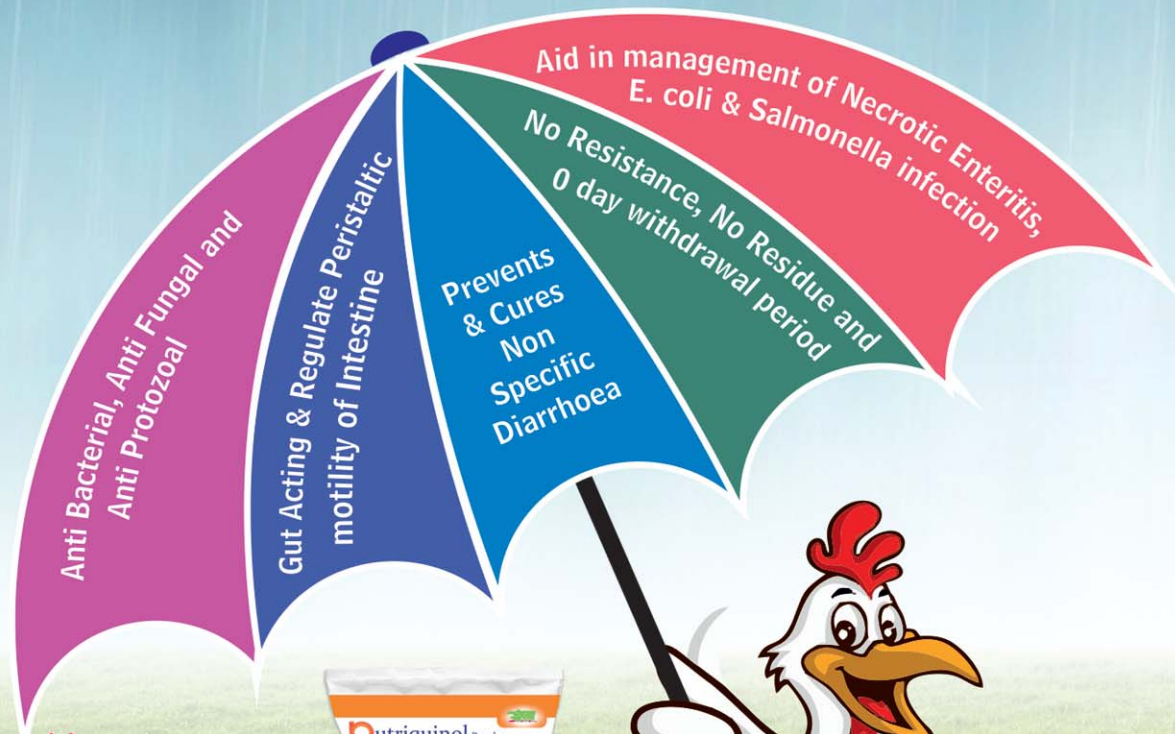 Aid in management of Necrotic Enteritis,
E. coli & Salmonella infection
No Resistance, No Residue and
0 day withdrawal period
Prevents
& Cures
Non
Specific
Diarrhoea
Gut Acting & Regulate Peristaltic
motility of Intestine
Anti Bacterial, Anti Fungal and
Anti Protozoal
nutriquinol